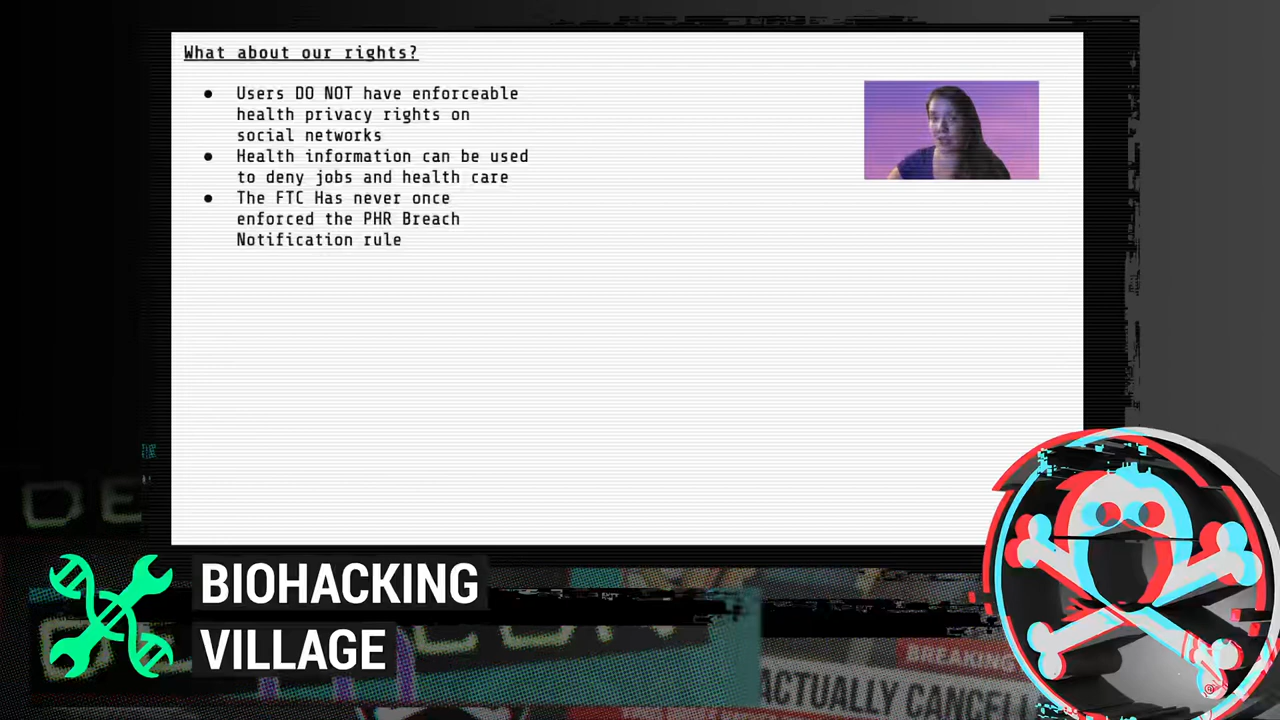 What about our rights?
● Users DO NOT have enforceable
health privacy rights on
social networks
● Health information can be used
to deny jobs and health care
● The FTC Has never once
enforced the PHR Breach
Notification rule
DE
BIOHACKING
VILLAGE
BREAKING
ACTUALLY CANCELL